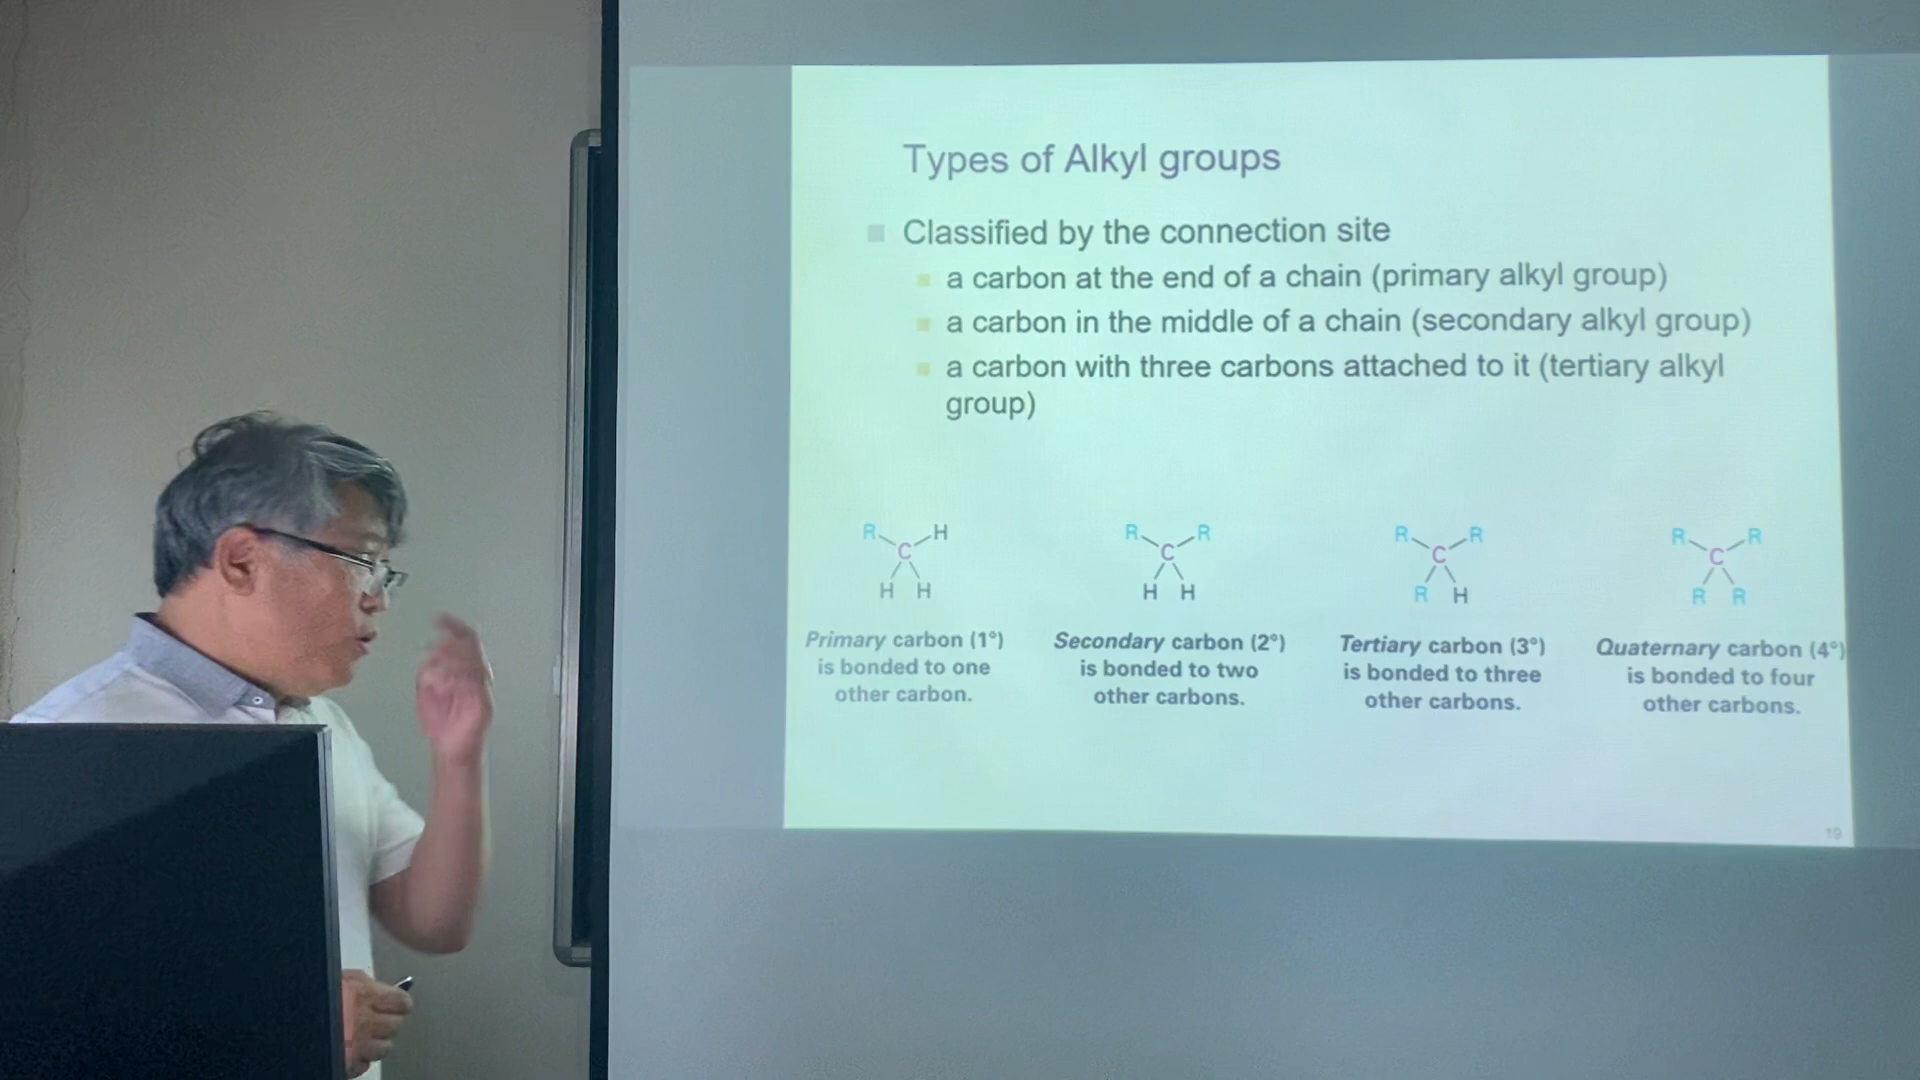 Types of Alkyl groups
Classified by the connection site
a carbon at the end of a chain (primary alkyl group)
a carbon in the middle of a chain (secondary alkyl group)
a carbon with three carbons attached to it (tertiary alkyl
group)
R H
C
H H
Primary carbon (1°)
is bonded to one
other carbon.
R R
C
H H
Secondary carbon (2°)
is bonded to two
other carbons.
R R
C
R H
Tertiary carbon (3°)
is bonded to three
other carbons.
R R
C
R R
Quaternary carbon (4°)
is bonded to four
other carbons.
19